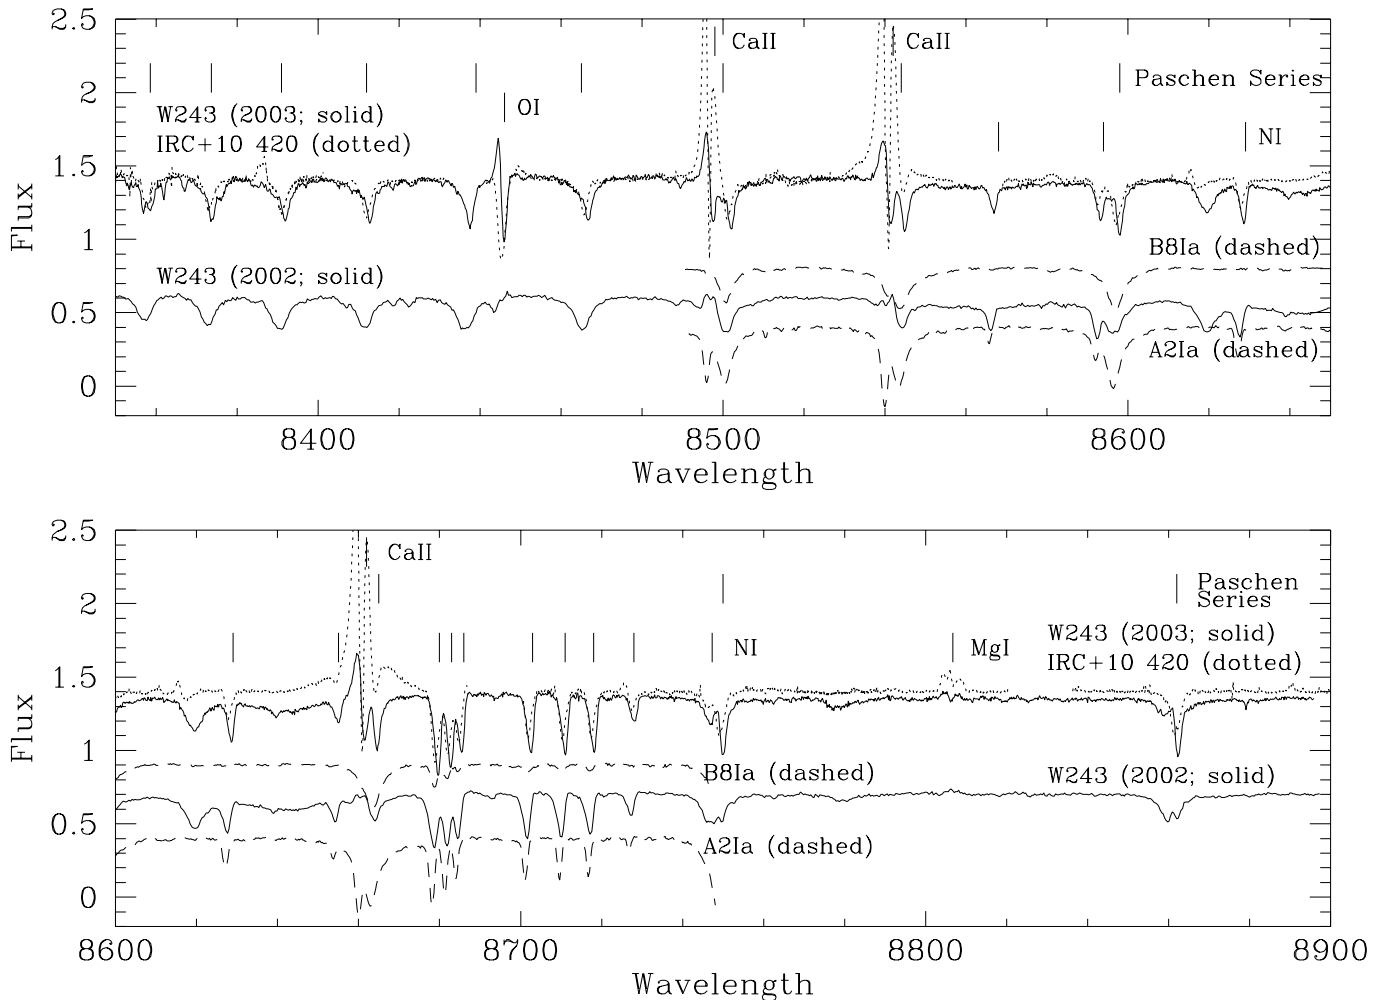 2.5
2
1.5
1
0.5
0
Flux
CaII
CaII
Paschen Series
OI
NI
W243 (2003; solid)
IRC+10 420 (dotted)
B8Ia (dashed)
W243 (2002; solid)
A2Ia (dashed)
8400
8500
8600
Wavelength
2.5
2
1.5
1
0.5
0
Flux
CaII
Paschen
Series
NI
MgI
W243 (2003; solid)
IRC+10 420 (dotted)
B8Ia (dashed)
W243 (2002; solid)
A2Ia (dashed)
8600
8700
8800
8900
Wavelength